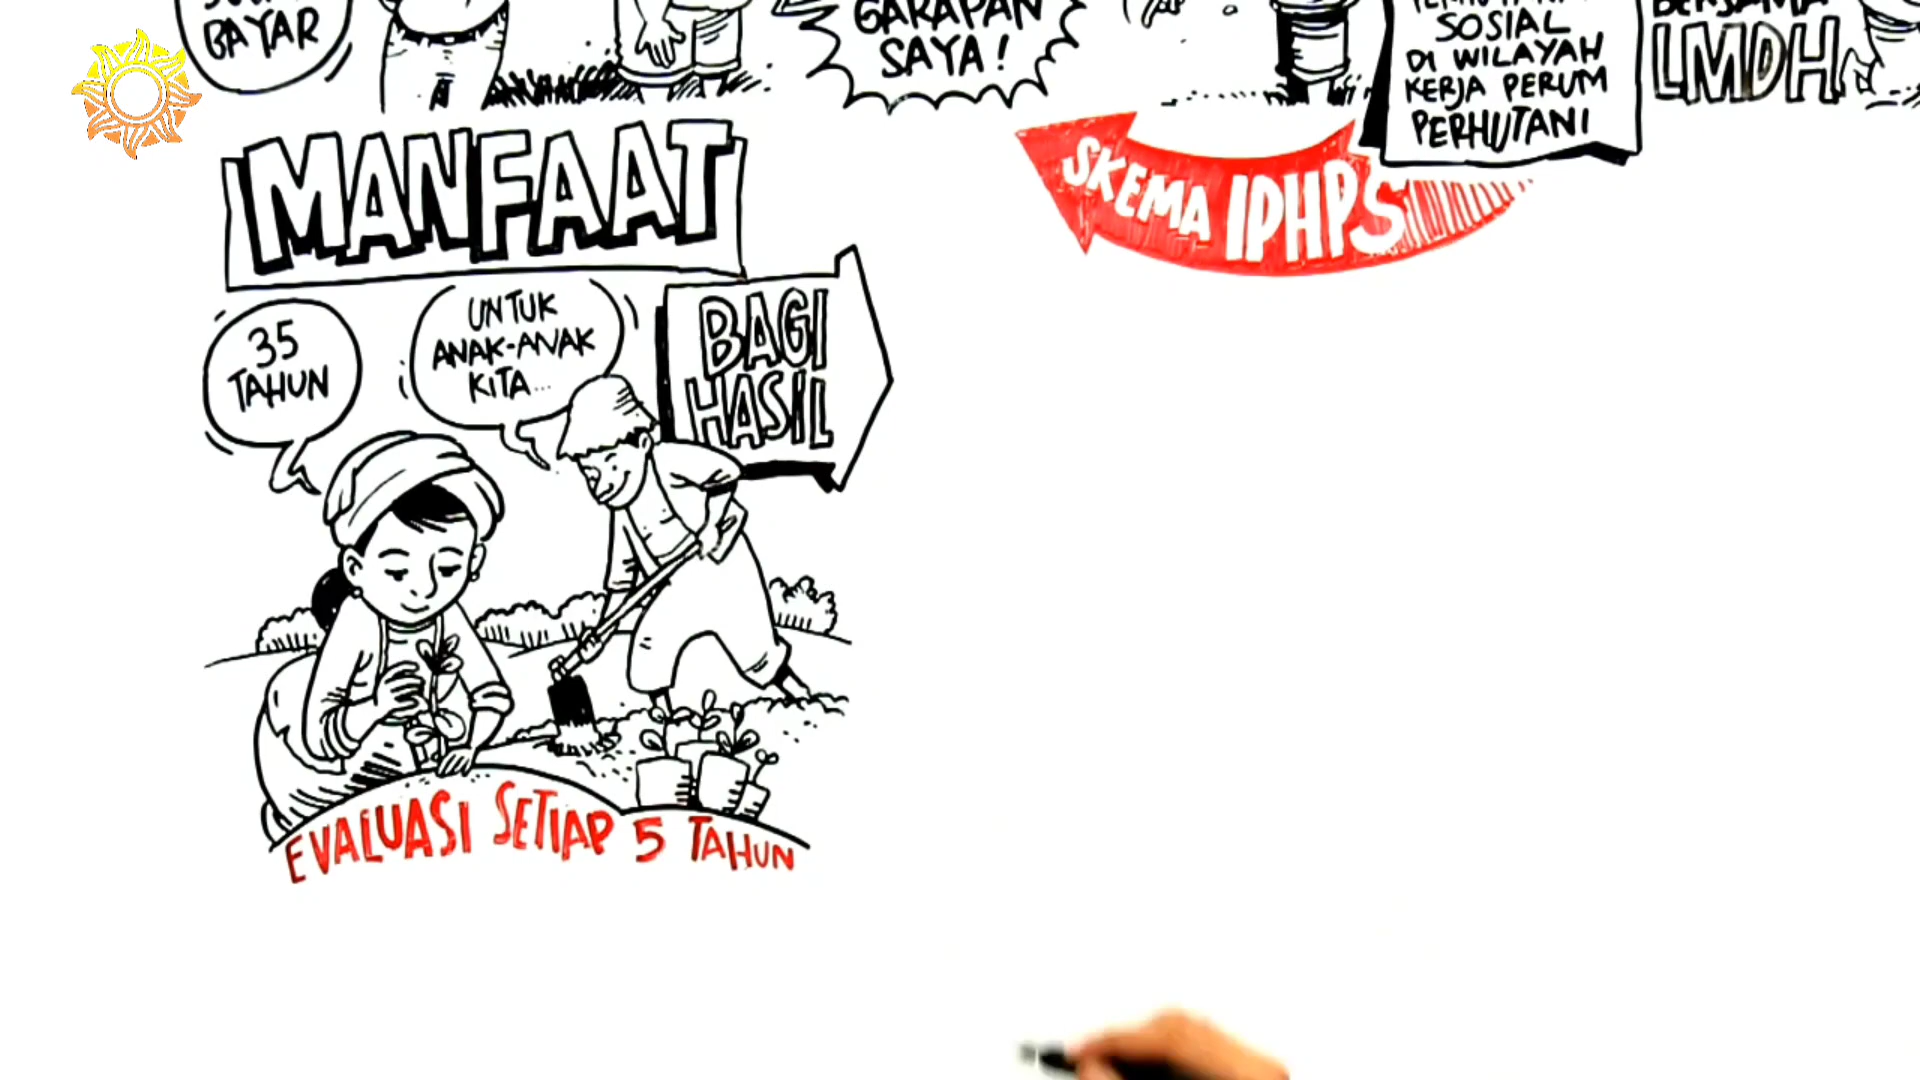 BAYAR
GARAPAN
SAYA!
SOSIAL
DI WILAYAH
KERJA PERUM
PERHUTANI
BERSAMA
LMDH
MANFAAT
SKEMA IPHPS
35
TAHUN
UNTUK
ANAK-ANAK
KITA...
BAGI
HASIL
EVALUASI SETIAP 5 TAHUN